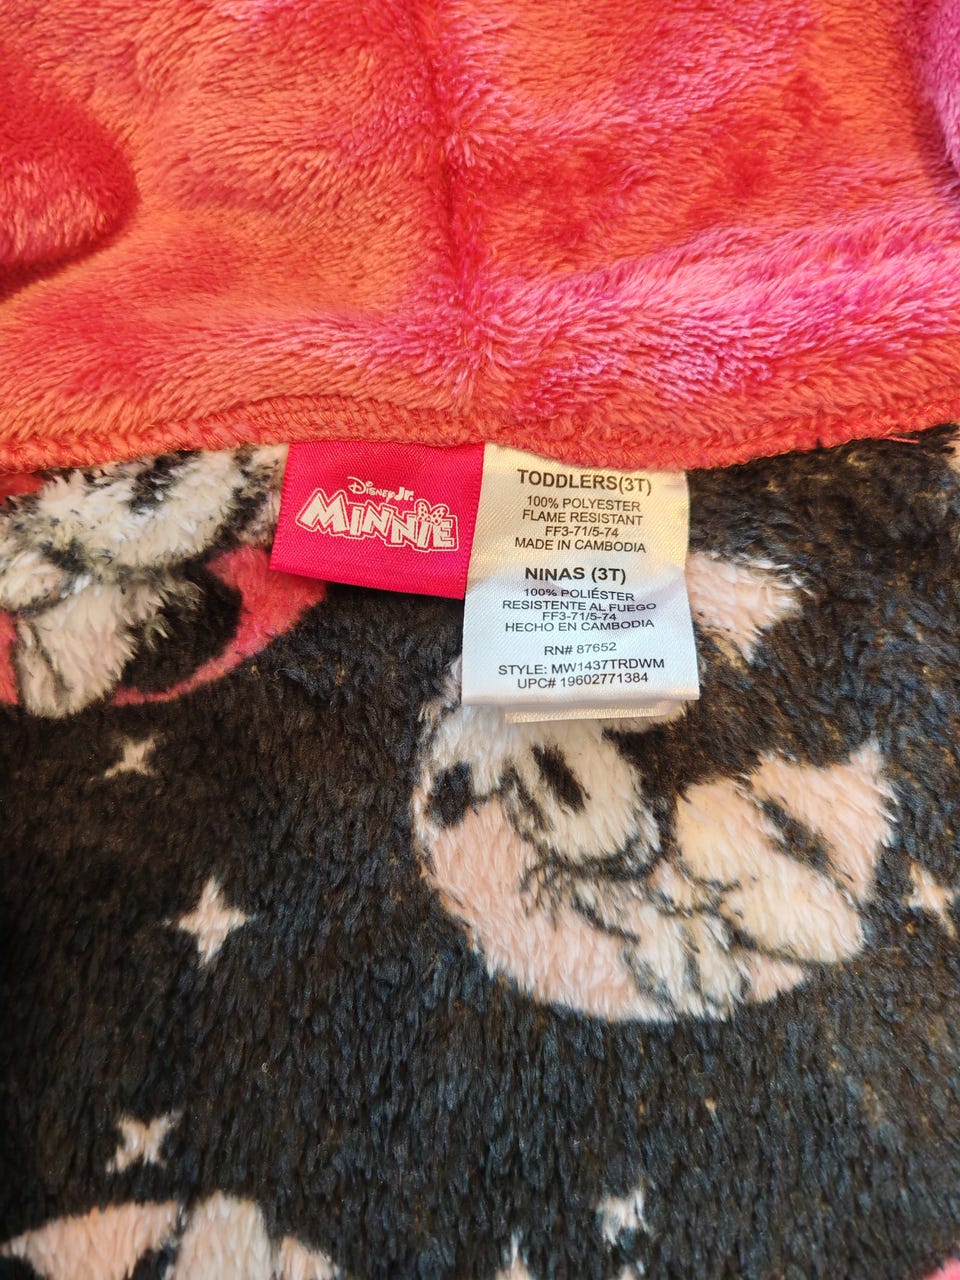 Disney Jr.
MINNIE
TODDLERS(3T)
100% POLYESTER
FLAME RESISTANT
FF3-71/5-74
MADE IN CAMBODIA
NINAS (3T)
100% POLIÉSTER
RESISTENTE AL FUEGO
FF3-71/5-74
HECHO EN CAMBODIA
RN# 87652
STYLE: MW1437TRDWM
UPC# 19602771384